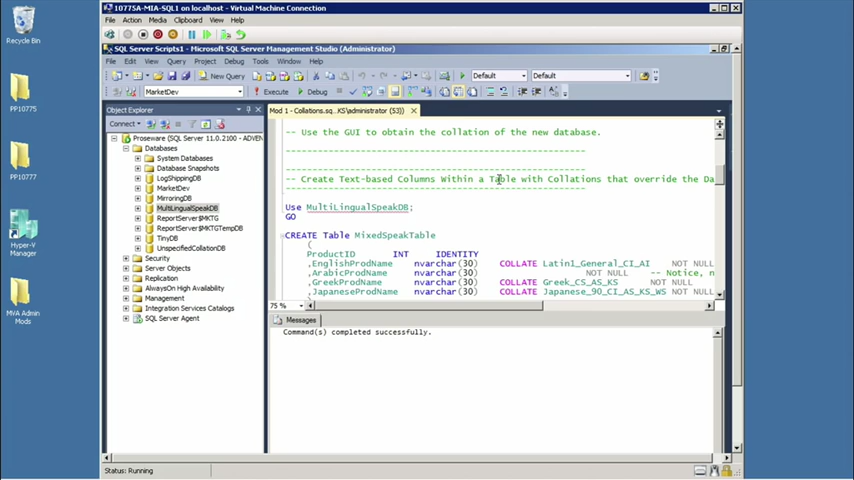 10775A-MIA-SQL1 on localhost - Virtual Machine Connection
File Action Media Clipboard View Help
SQL Server Scripts1 - Microsoft SQL Server Management Studio (Administrator)
File Edit View Query Project Debug Tools Window Help
New Query Default Default
MarketDev Execute Debug
Object Explorer
Mod 1 - Collations.sq...KS\administrator (53))
Connect
Proseware (SQL Server 11.0.2100 - ADVEN
Databases
System Databases
Database Snapshots
LogShippingDB
MarketDev
MirroringDB
MultiLingualSpeakDB
ReportServer$MKTG
ReportServer$MKTGTempDB
TinyDB
UnspecifiedCollationDB
Security
Server Objects
Replication
AlwaysOn High Availability
Management
Integration Services Catalogs
SQL Server Agent
-- Use the GUI to obtain the collation of the new database.
---------------------------------------------------------
---------------------------------------------------------
-- Create Text-based Columns Within a Table with Collations that override the Da
---------------------------------------------------------
Use MultiLingualSpeakDB;
GO
CREATE Table MixedSpeakTable
(
ProductID INT IDENTITY
,EnglishProdName nvarchar(30) COLLATE Latin1_General_CI_AI NOT NULL
,ArabicProdName nvarchar(30) NOT NULL -- Notice, n
,GreekProdName nvarchar(30) COLLATE Greek_CS_AS_KS NOT NULL
,JapaneseProdName nvarchar(30) COLLATE Japanese_90_CI_AS_KS_WS NOT NULL
75 %
Messages
Command(s) completed successfully.
Status: Running
Recycle Bin
PP10775
PP10777
Hyper-V
Manager
MVA Admin
Mods